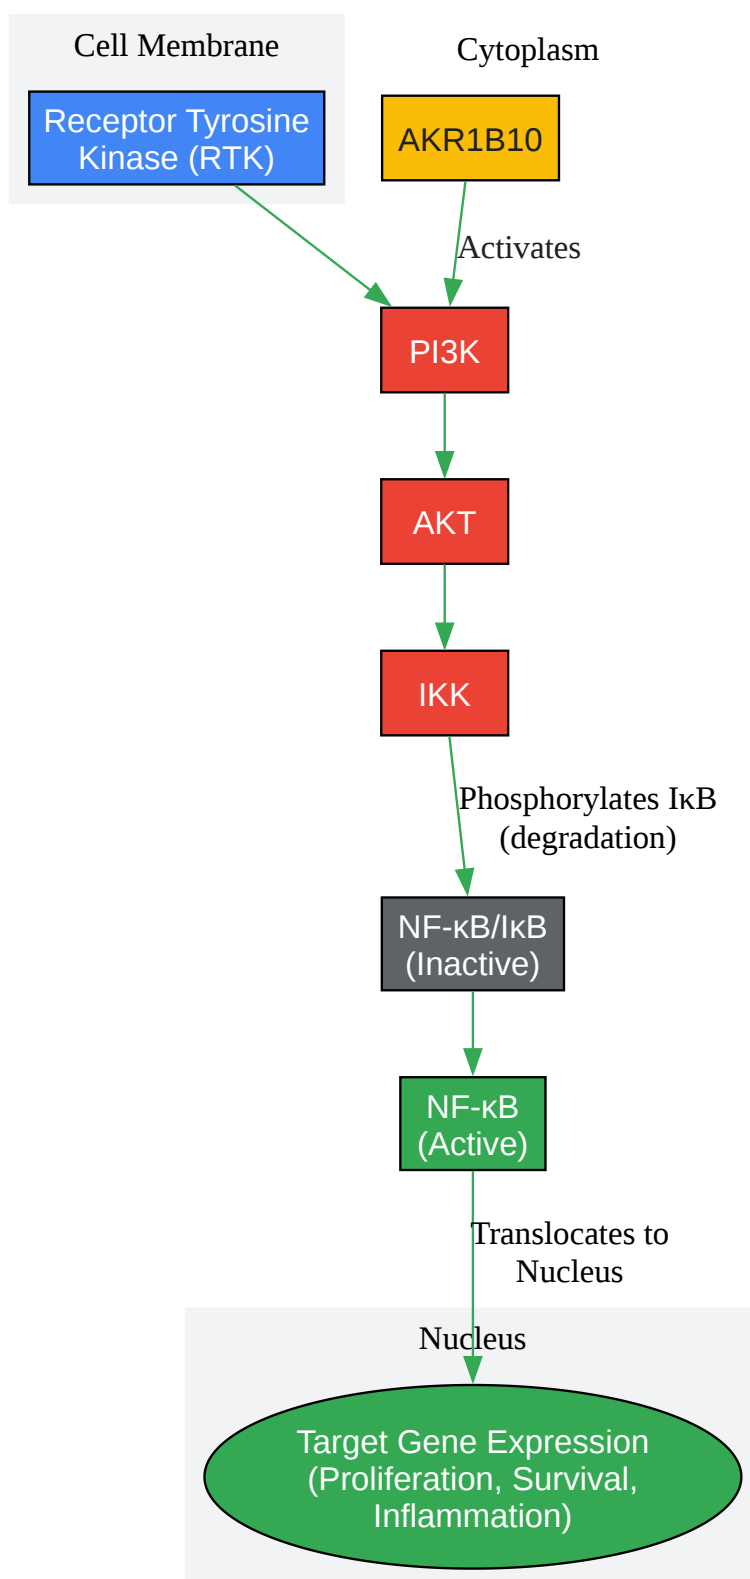 Cell Membrane
Cytoplasm
Receptor Tyrosine
Kinase (RTK)
AKR1B10
Activates
PI3K
AKT
IKK
Phosphorylates IκB
(degradation)
NF-κB/IκB
(Inactive)
NF-κB
(Active)
Translocates to
Nucleus
Nucleus
Target Gene Expression
(Proliferation, Survival,
Inflammation)